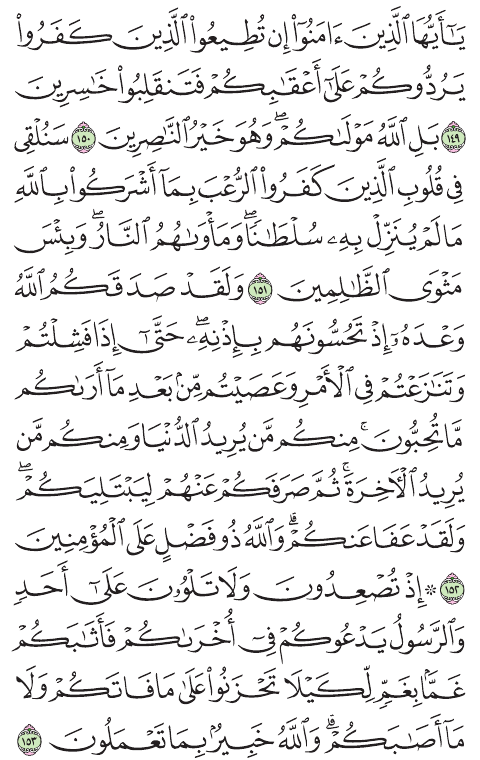 يَٰٓأَيُّهَا ٱلَّذِينَ ءَامَنُوٓا۟ إِن تُطِيعُوا۟ ٱلَّذِينَ كَفَرُوا۟
يَرُدُّوكُمْ عَلَىٰٓ أَعْقَٰبِكُمْ فَتَنقَلِبُوا۟ خَٰسِرِينَ
١٤٩ بَلِ ٱللَّهُ مَوْلَىٰكُمْ ۖ وَهُوَ خَيْرُ ٱلنَّٰصِرِينَ ١٥٠ سَنُلْقِى
فِى قُلُوبِ ٱلَّذِينَ كَفَرُوا۟ ٱلرُّعْبَ بِمَآ أَشْرَكُوا۟ بِٱللَّهِ
مَا لَمْ يُنَزِّلْ بِهِۦ سُلْطَٰنًا ۖ وَمَأْوَىٰهُمُ ٱلنَّارُ ۖ وَبِئْسَ
مَثْوَى ٱلظَّٰلِمِينَ ١٥١ وَلَقَدْ صَدَقَكُمُ ٱللَّهُ
وَعْدَهُۥٓ إِذْ تَحُسُّونَهُم بِإِذْنِهِۦ ۖ حَتَّىٰٓ إِذَا فَشِلْتُمْ
وَتَنَٰزَعْتُمْ فِى ٱلْأَمْرِ وَعَصَيْتُم مِّنۢ بَعْدِ مَآ أَرَىٰكُم
مَّا تُحِبُّونَ ۚ مِنكُم مَّن يُرِيدُ ٱلدُّنْيَا وَمِنكُم مَّن
يُرِيدُ ٱلْءَاخِرَةَ ۚ ثُمَّ صَرَفَكُمْ عَنْهُمْ لِيَبْتَلِيَكُمْ ۖ
وَلَقَدْ عَفَا عَنكُمْ ۗ وَٱللَّهُ ذُو فَضْلٍ عَلَى ٱلْمُؤْمِنِينَ
١٥٢ * إِذْ تُصْعِدُونَ وَلَا تَلْوُۥنَ عَلَىٰٓ أَحَدٍ
وَٱلرَّسُولُ يَدْعُوكُمْ فِىٓ أُخْرَىٰكُمْ فَأَثَٰبَكُمْ
غَمًّۢا بِغَمٍّ لِّكَيْلَا تَحْزَنُوا۟ عَلَىٰ مَا فَاتَكُمْ وَلَا
مَآ أَصَٰبَكُمْ ۗ وَٱللَّهُ خَبِيرٌۢ بِمَا تَعْمَلُونَ ١٥٣